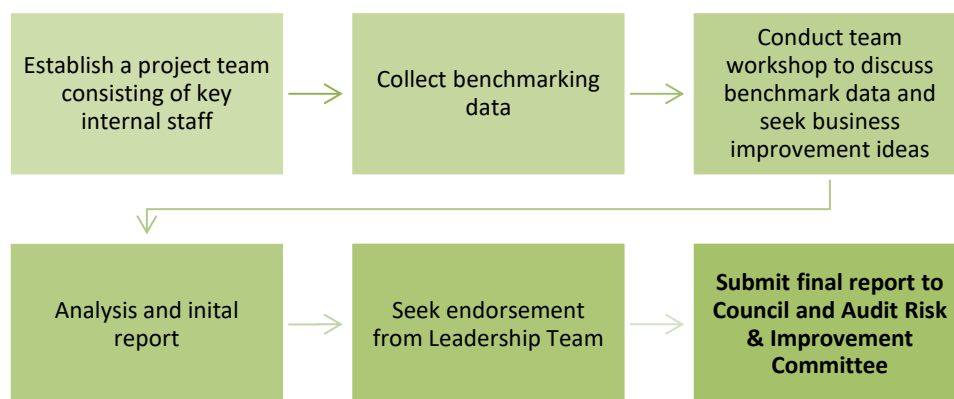 Establish a project team
consisting of key
internal staff
Collect benchmarking
data
Conduct team
workshop to discuss
benchmark data and
seek business
improvement ideas
Analysis and inital
report
Seek endorsement
from Leadership Team
Submit final report to
Council and Audit Risk
& Improvement
Committee